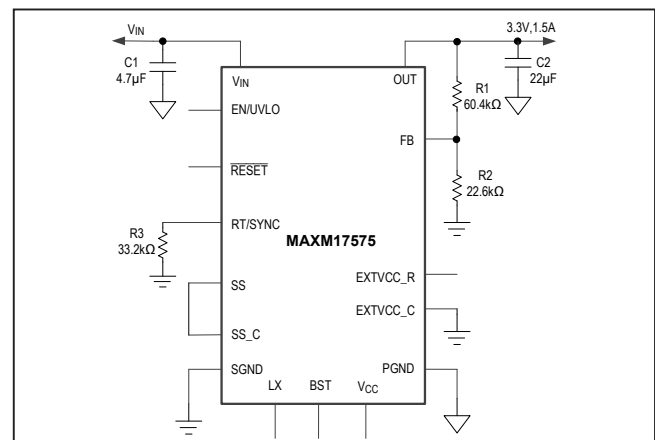 VIN
3.3V,1.5A
C1
4.7µF
VIN
OUT
C2
22µF
R1
60.4kΩ
EN/UVLO
FB
RESET
R2
22.6kΩ
RT/SYNC
R3
33.2kΩ
MAXM17575
SS
EXTVCC_R
EXTVCC_C
SS_C
SGND
PGND
LX
BST
VCC